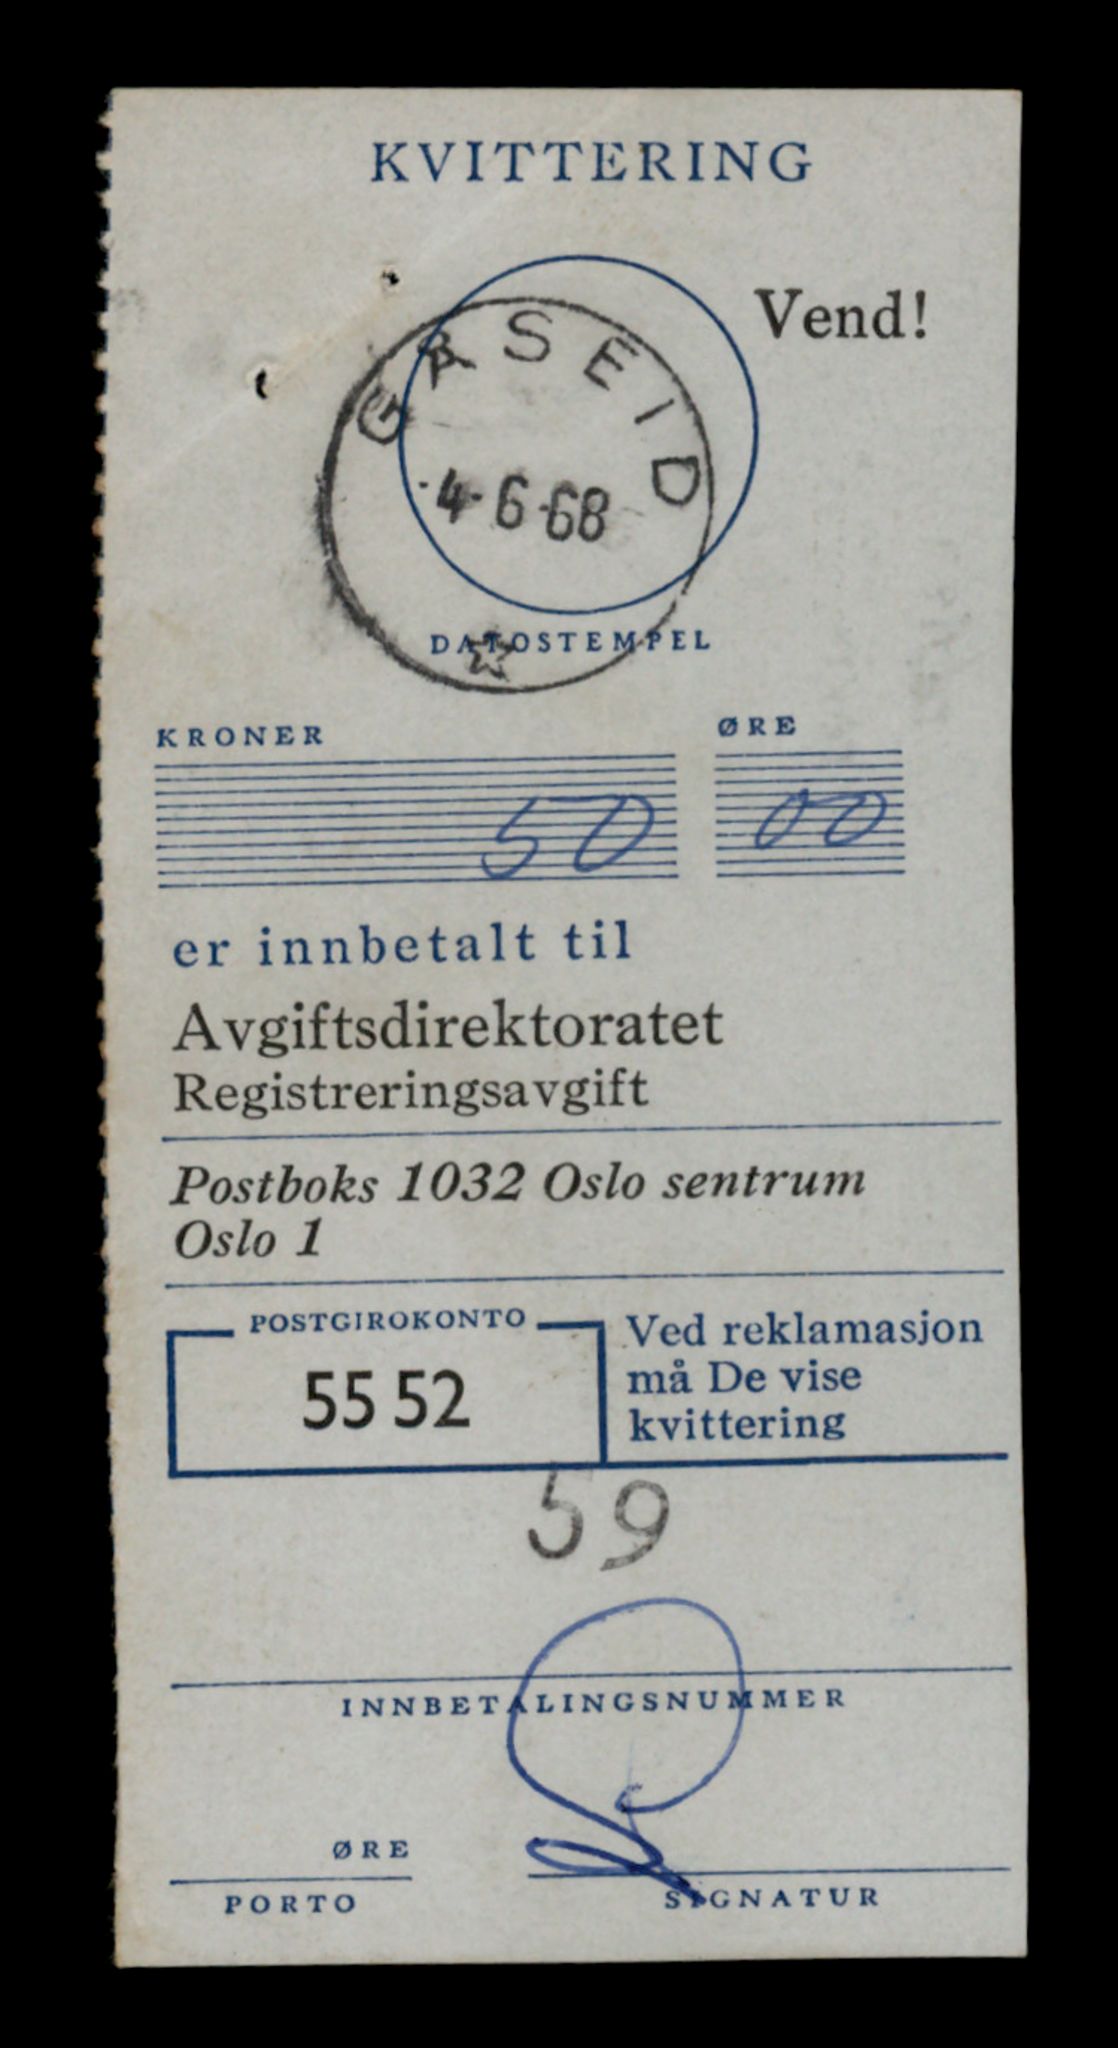 KVITTERING
Vend!
GÅSEID
4-6-68
DATOSTEMPEL
KRONER ØRE
50 00
er innbetalt til
Avgiftsdirektoratet
Registreringsavgift
Postboks 1032 Oslo sentrum
Oslo 1
POSTGIROKONTO
55 52
Ved reklamasjon
må De vise
kvittering
59
INNBETALINGSNUMMER
ØRE
PORTO
SIGNATUR